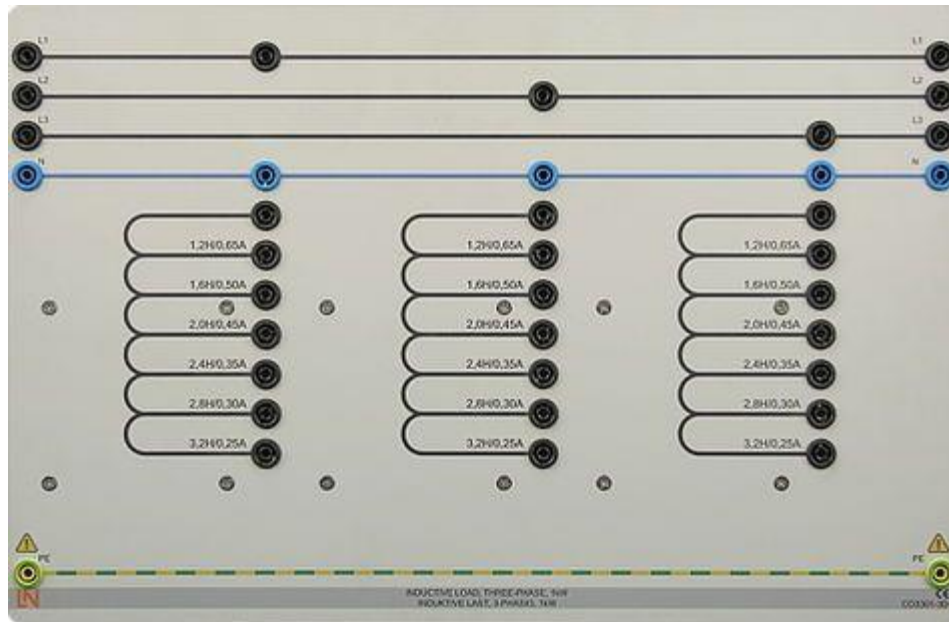 L1 L1
L2 L2
L3 L3
N N
1,2H/0,65A 1,2H/0,65A 1,2H/0,65A
1,6H/0,50A 1,6H/0,50A 1,6H/0,50A
2,0H/0,45A 2,0H/0,45A 2,0H/0,45A
2,4H/0,35A 2,4H/0,35A 2,4H/0,35A
2,8H/0,30A 2,8H/0,30A 2,8H/0,30A
3,2H/0,25A 3,2H/0,25A 3,2H/0,25A
PE PE
INDUCTIVE LOAD, THREE-PHASE, 1kW
INDUKTIVE LAST, 3-PHASIG, 1kW
CE